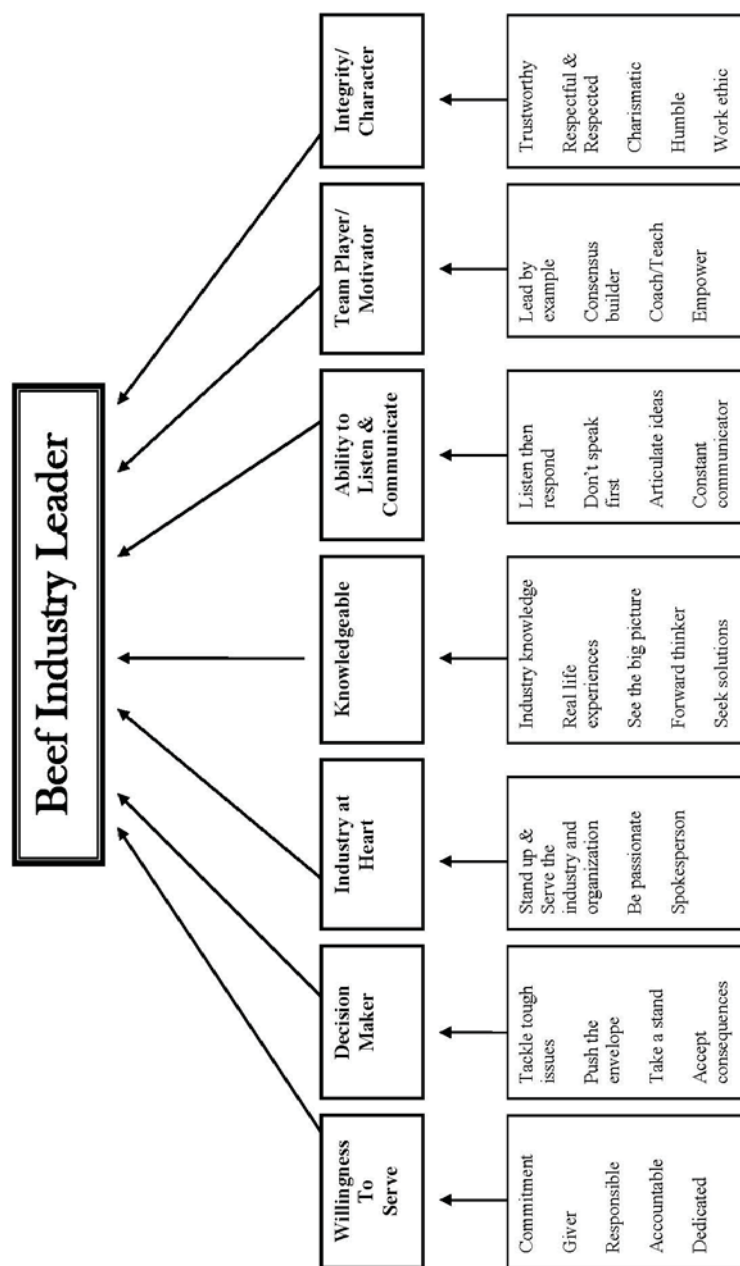 Beef Industry Leader
Willingness
To
Serve
Decision
Maker
Industry at
Heart
Knowledgeable
Ability to
Listen &
Communicate
Team Player/
Motivator
Integrity/
Character
Commitment
Giver
Responsible
Accountable
Dedicated
Tackle tough
issues
Push the
envelope
Take a stand
Accept
consequences
Stand up &
Serve the
industry and
organization
Be passionate
Spokesperson
Industry knowledge
Real life
experiences
See the big picture
Forward thinker
Seek solutions
Listen then
respond
Don't speak
first
Articulate ideas
Constant
communicator
Lead by
example
Consensus
builder
Coach/Teach
Empower
Trustworthy
Respectful &
Respected
Charismatic
Humble
Work ethic